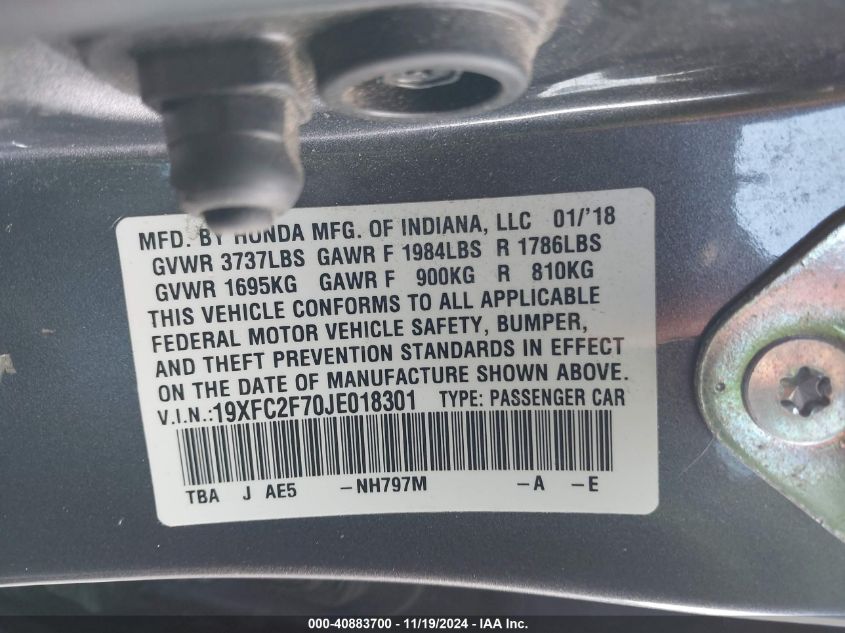 MFD. BY HONDA MFG. OF INDIANA, LLC 01/'18
GVWR 3737LBS GAWR F 1984LBS R 1786LBS
GVWR 1695KG GAWR F 900KG R 810KG
THIS VEHICLE CONFORMS TO ALL APPLICABLE
FEDERAL MOTOR VEHICLE SAFETY, BUMPER,
AND THEFT PREVENTION STANDARDS IN EFFECT
ON THE DATE OF MANUFACTURE SHOWN ABOVE.
V.I.N.:19XFC2F70JE018301 TYPE: PASSENGER CAR
TBA J AE5 -NH797M -A -E
000-40883700 - 11/19/2024 - IAA Inc.